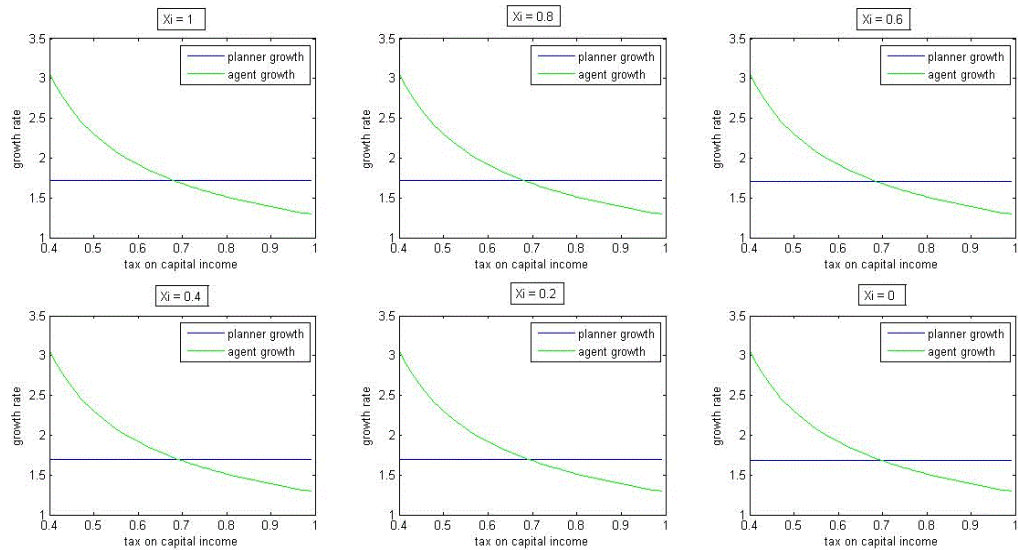 Xi = 1
3.5
3
2.5
2
1.5
1
growth rate
planner growth
agent growth
0.4 0.5 0.6 0.7 0.8 0.9 1
tax on capital income
Xi = 0.8
3.5
3
2.5
2
1.5
1
growth rate
planner growth
agent growth
0.4 0.5 0.6 0.7 0.8 0.9 1
tax on capital income
Xi = 0.6
3.5
3
2.5
2
1.5
1
growth rate
planner growth
agent growth
0.4 0.5 0.6 0.7 0.8 0.9 1
tax on capital income
Xi = 0.4
3.5
3
2.5
2
1.5
1
growth rate
planner growth
agent growth
0.4 0.5 0.6 0.7 0.8 0.9 1
tax on capital income
Xi = 0.2
3.5
3
2.5
2
1.5
1
growth rate
planner growth
agent growth
0.4 0.5 0.6 0.7 0.8 0.9 1
tax on capital income
Xi = 0
3.5
3
2.5
2
1.5
1
growth rate
planner growth
agent growth
0.4 0.5 0.6 0.7 0.8 0.9 1
tax on capital income